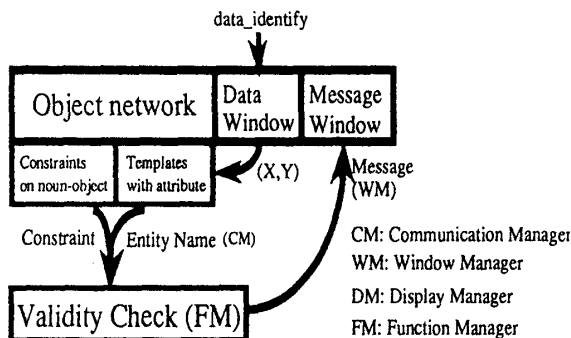 data_identify
Object network
Data
Window
Message
Window
Constraints
on noun-object
Templates
with attribute
(X,Y)
Message
(WM)
Constraint
Entity Name (CM)
Validity Check (FM)
CM: Communication Manager
WM: Window Manager
DM: Display Manager
FM: Function Manager